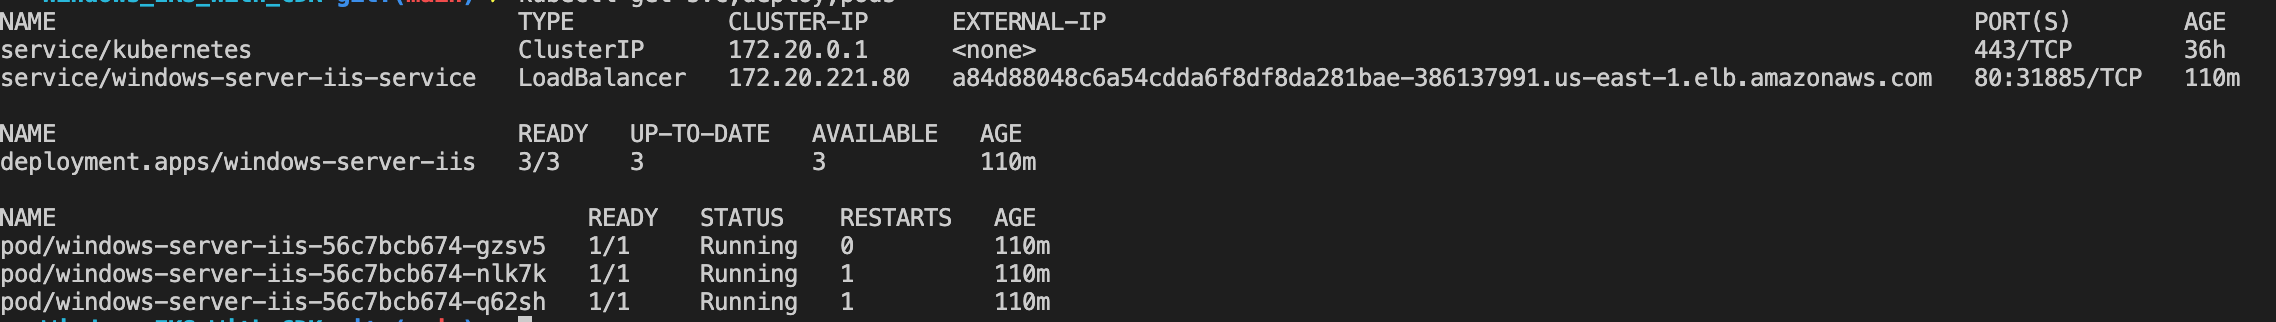 NAME TYPE CLUSTER-IP EXTERNAL-IP PORT(S) AGE
service/kubernetes ClusterIP 172.20.0.1 <none> 443/TCP 36h
service/windows-server-iis-service LoadBalancer 172.20.221.80 a84d88048c6a54cdda6f8df8da281bae-386137991.us-east-1.elb.amazonaws.com 80:31885/TCP 110m
NAME READY UP-TO-DATE AVAILABLE AGE
deployment.apps/windows-server-iis 3/3 3 3 110m
NAME READY STATUS RESTARTS AGE
pod/windows-server-iis-56c7bcb674-gzsv5 1/1 Running 0 110m
pod/windows-server-iis-56c7bcb674-nlk7k 1/1 Running 1 110m
pod/windows-server-iis-56c7bcb674-q62sh 1/1 Running 1 110m